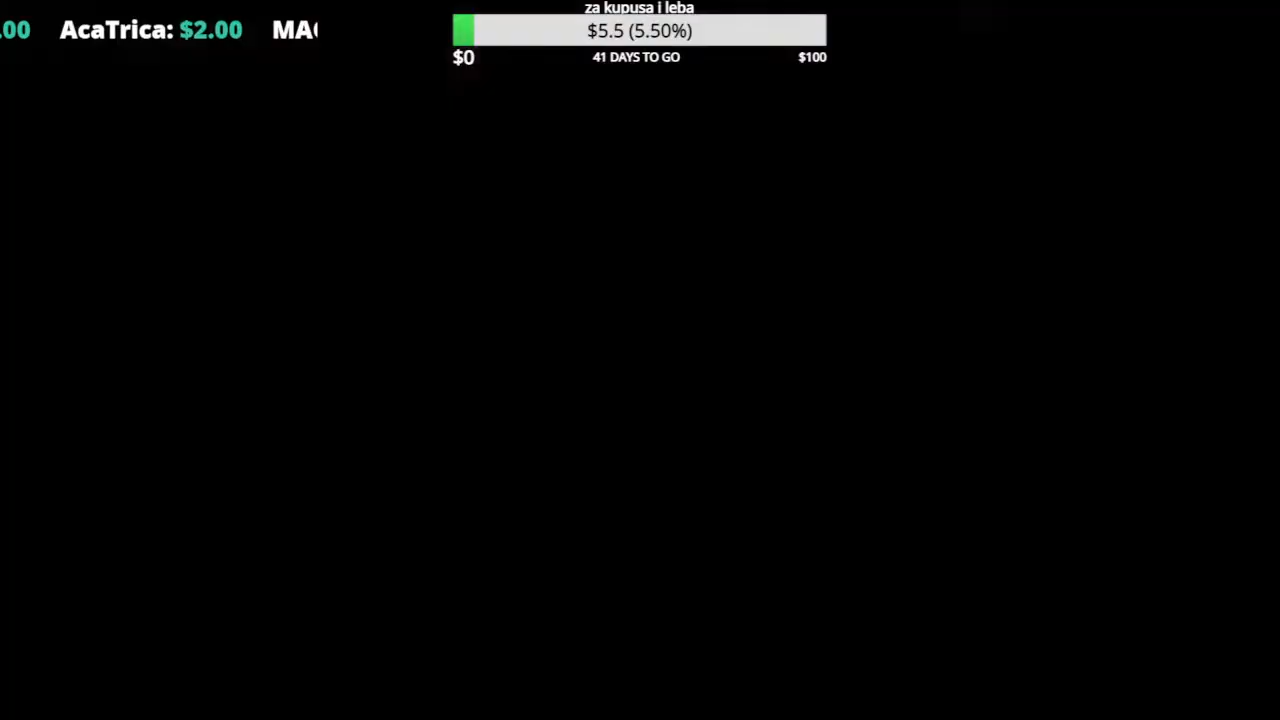 za kupusa i leba
.00 AcaTrica: $2.00
$5.5 (5.50%)
$0 41 DAYS TO GO $100